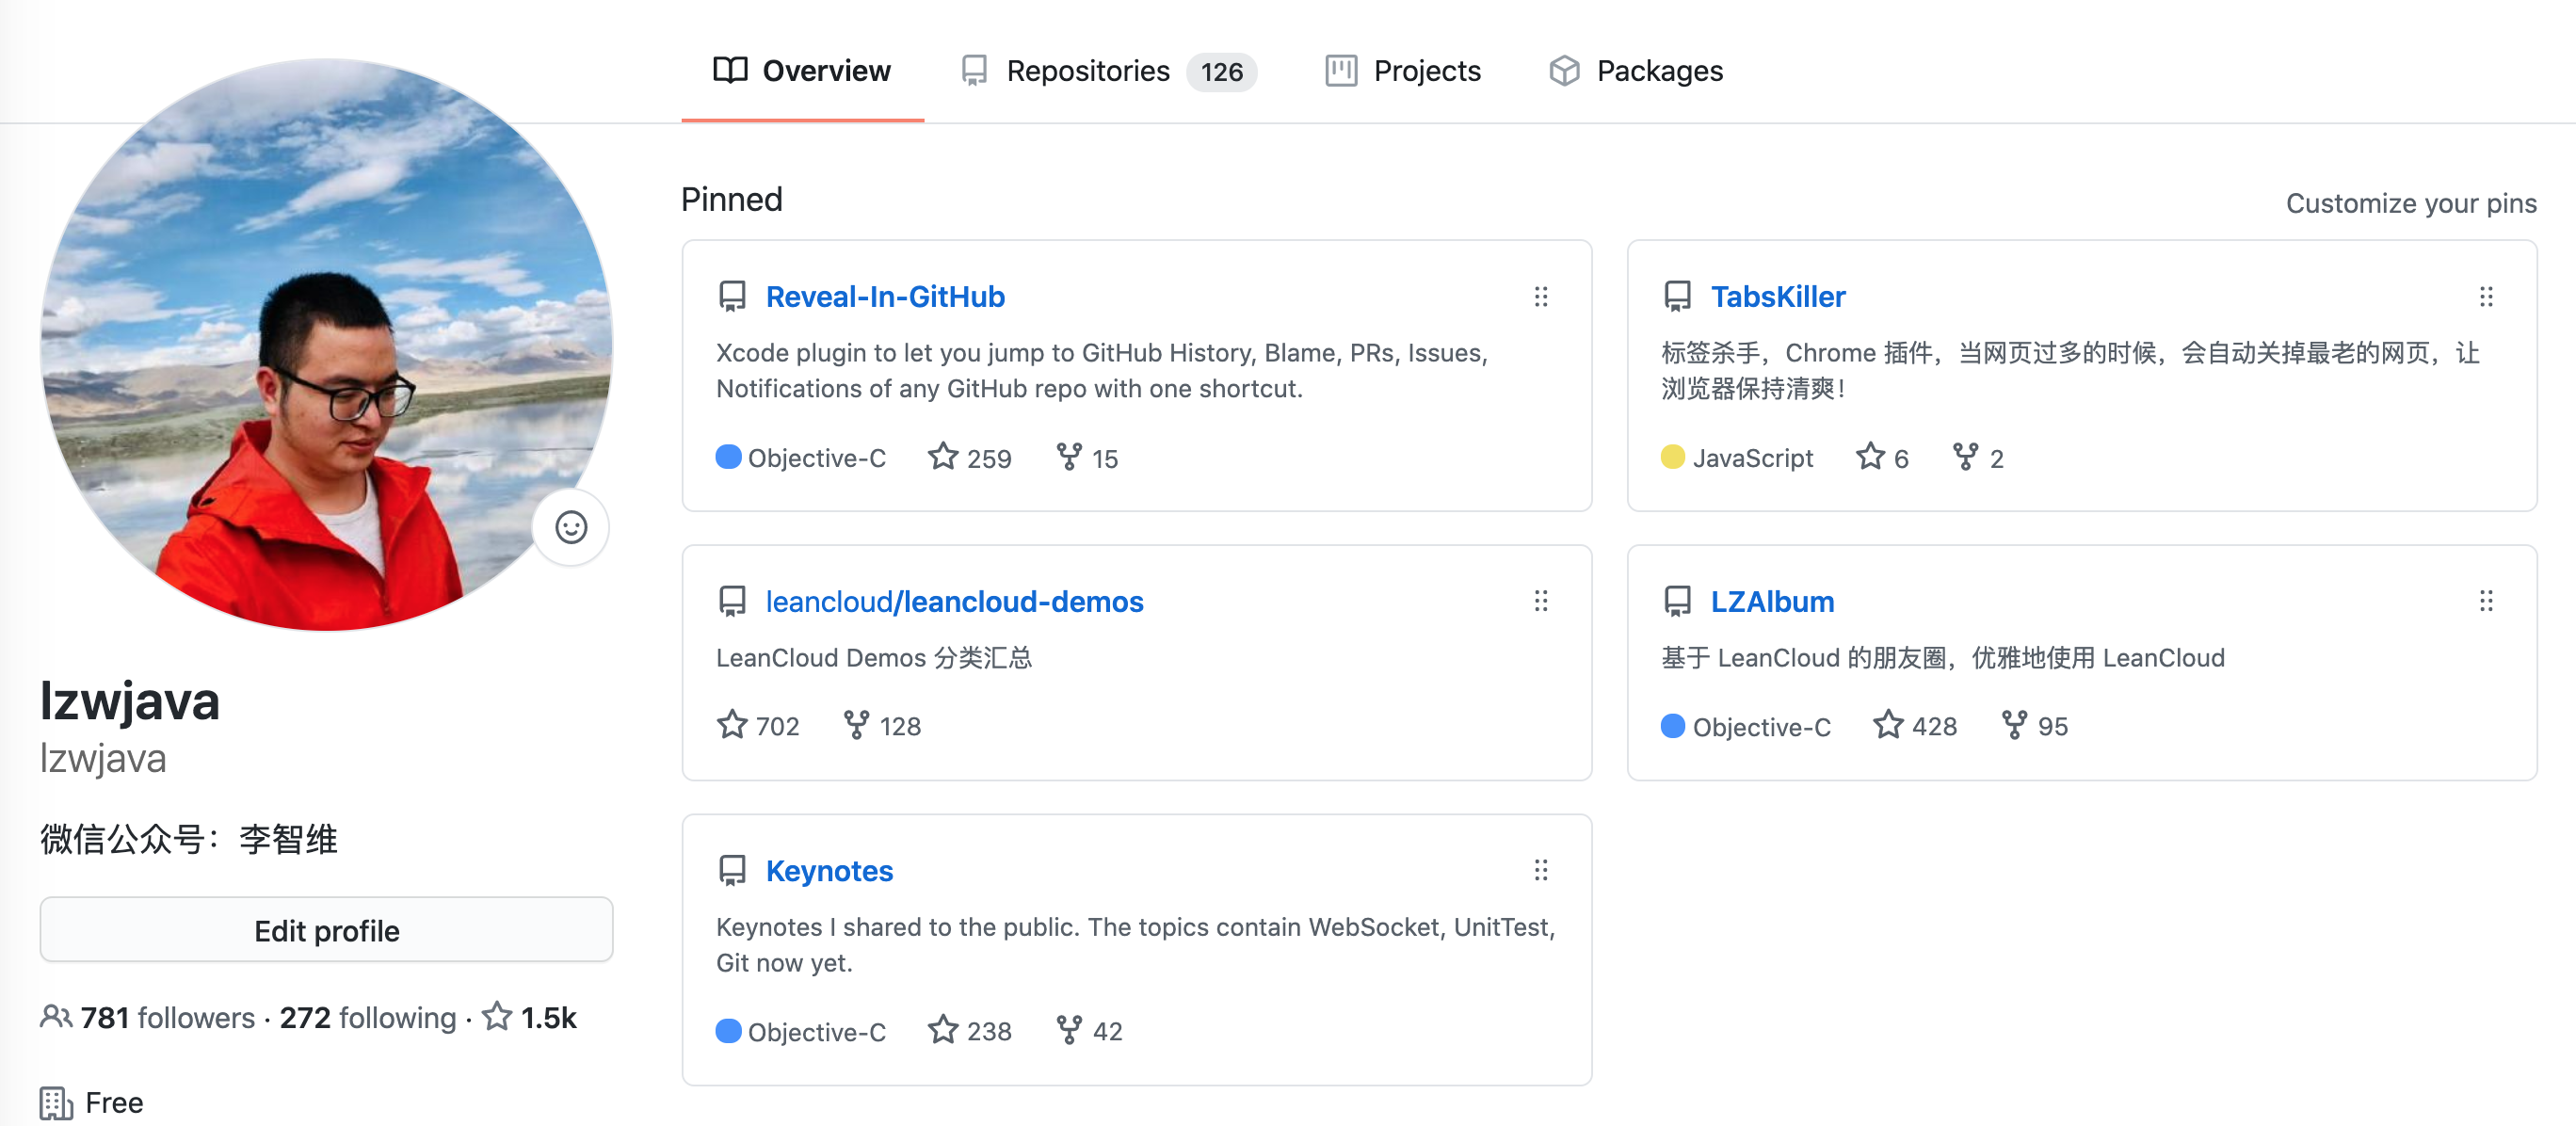 Overview
Repositories 126
Projects
Packages
lzwjava
lzwjava
微信公众号：李智维
Edit profile
781 followers · 272 following · 1.5k
Free
Pinned
Customize your pins
Reveal-In-GitHub
Xcode plugin to let you jump to GitHub History, Blame, PRs, Issues,
Notifications of any GitHub repo with one shortcut.
Objective-C 259 15
TabsKiller
标签杀手，Chrome 插件，当网页过多的时候，会自动关掉最老的网页，让
浏览器保持清爽！
JavaScript 6 2
leancloud/leancloud-demos
LeanCloud Demos 分类汇总
702 128
LZAlbum
基于 LeanCloud 的朋友圈，优雅地使用 LeanCloud
Objective-C 428 95
Keynotes
Keynotes I shared to the public. The topics contain WebSocket, UnitTest,
Git now yet.
Objective-C 238 42